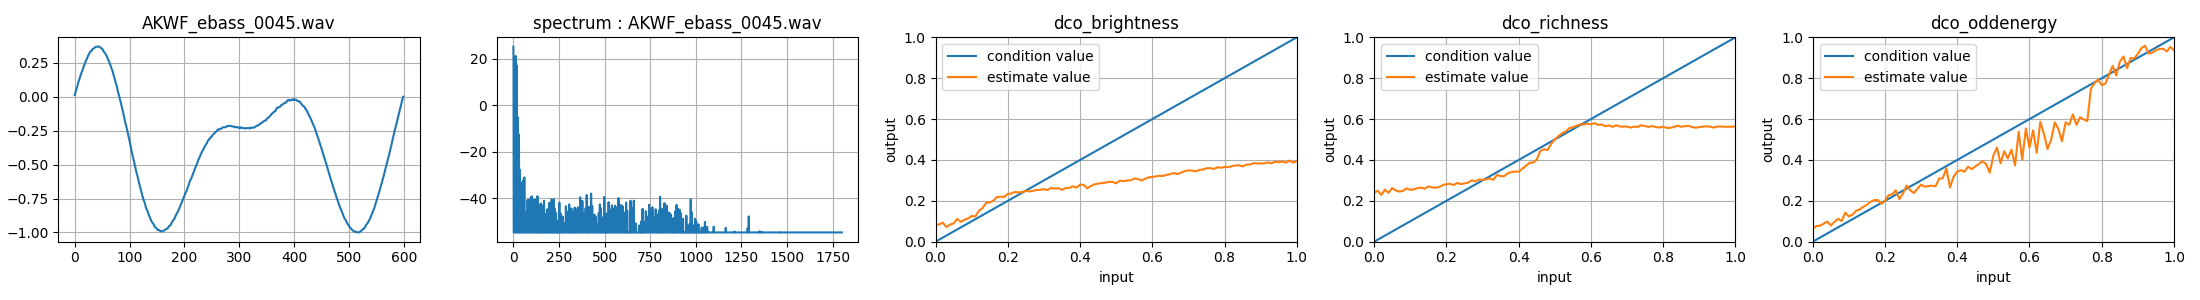 AKWF_ebass_0045.wav
0.25
0.00
−0.25
−0.50
−0.75
−1.00
0 100 200 300 400 500 600
spectrum : AKWF_ebass_0045.wav
20
0
−20
−40
0 250 500 750 1000 1250 1500 1750
dco_brightness
condition value
estimate value
output
1.0
0.8
0.6
0.4
0.2
0.0
0.0 0.2 0.4 0.6 0.8 1.0
input
dco_richness
condition value
estimate value
output
1.0
0.8
0.6
0.4
0.2
0.0
0.0 0.2 0.4 0.6 0.8 1.0
input
dco_oddenergy
condition value
estimate value
output
1.0
0.8
0.6
0.4
0.2
0.0
0.0 0.2 0.4 0.6 0.8 1.0
input